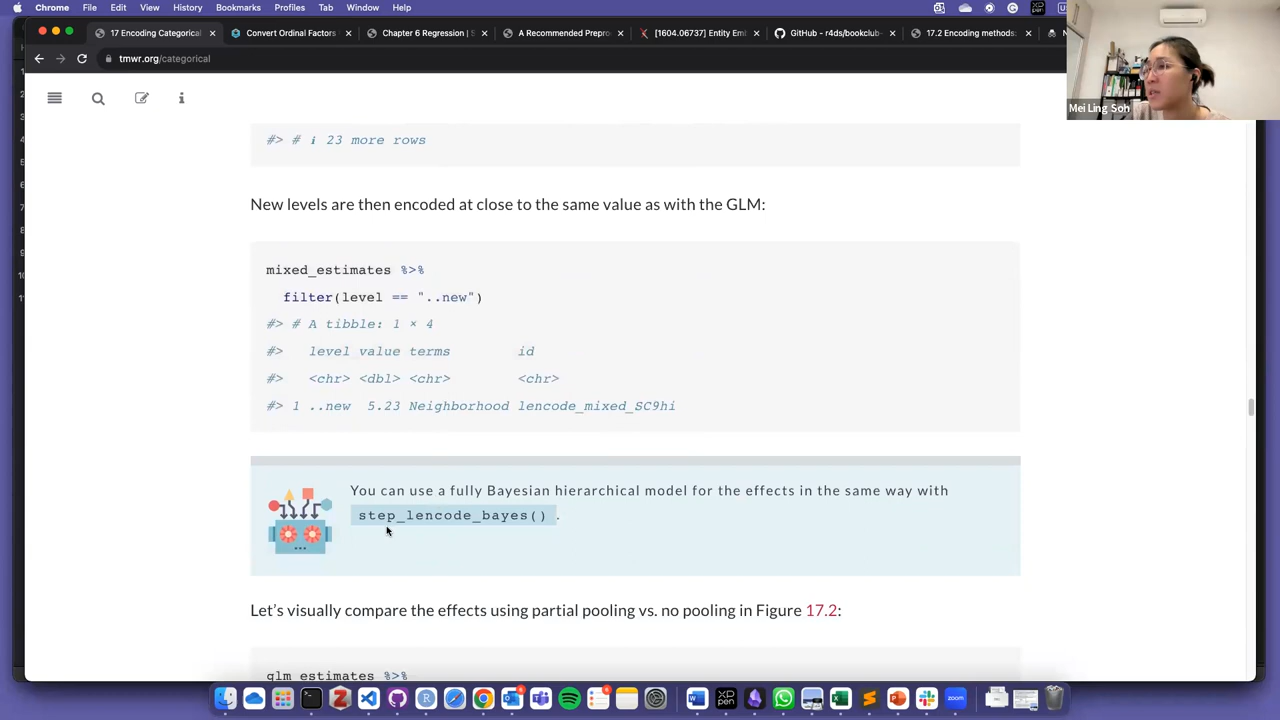 Chrome File Edit View History Bookmarks Profiles Tab Window Help
17 Encoding Categorical
Convert Ordinal Factors
Chapter 6 Regression | S
A Recommended Prepro
[1604.06737] Entity Em
GitHub - r4ds/bookclub-
17.2 Encoding methods:
tmwr.org/categorical
Mei Ling Soh
#> # ℹ 23 more rows
New levels are then encoded at close to the same value as with the GLM:
mixed_estimates %>%
filter(level == "..new")
#> # A tibble: 1 × 4
#> level value terms id
#> <chr> <dbl> <chr> <chr>
#> 1 ..new 5.23 Neighborhood lencode_mixed_SC9hi
You can use a fully Bayesian hierarchical model for the effects in the same way with
step_lencode_bayes() .
Let’s visually compare the effects using partial pooling vs. no pooling in Figure 17.2:
glm_estimates %>%